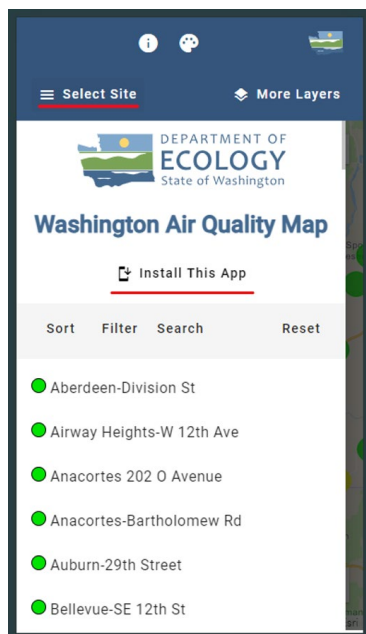 Select Site
More Layers
DEPARTMENT OF
ECOLOGY
State of Washington
Washington Air Quality Map
Install This App
Sort Filter Search Reset
Aberdeen-Division St
Airway Heights-W 12th Ave
Anacortes 202 O Avenue
Anacortes-Bartholomew Rd
Auburn-29th Street
Bellevue-SE 12th St